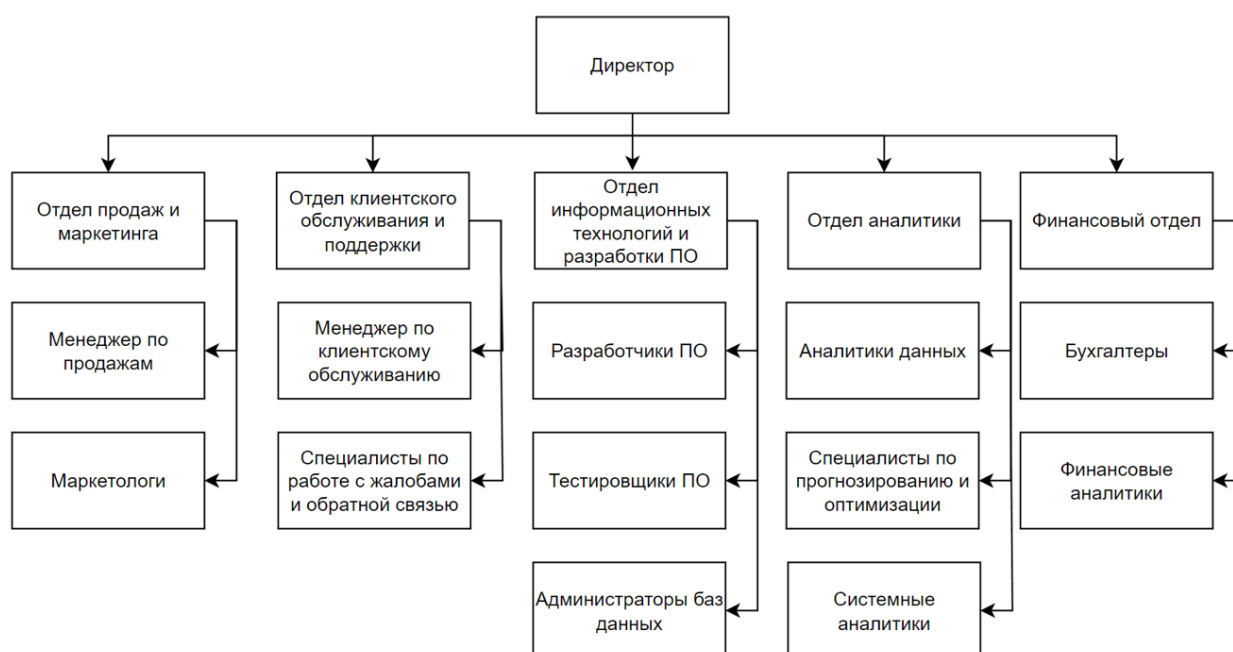 Директор
Отдел продаж и
маркетинга
Отдел клиентского
обслуживания и
поддержки
Отдел
информационных
технологий и
разработки ПО
Отдел аналитики
Финансовый отдел
Менеджер по
продажам
Менеджер по
клиентскому
обслуживанию
Разработчики ПО
Аналитики данных
Бухгалтеры
Маркетологи
Специалисты по
работе с жалобами
и обратной связью
Тестировщики ПО
Специалисты по
прогнозированию и
оптимизации
Финансовые
аналитики
Администраторы баз
данных
Системные
аналитики